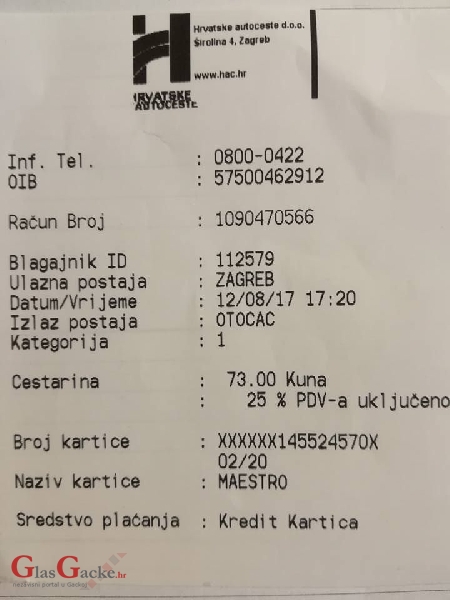 Hrvatske autoceste d.o.o.
Širolina 4, Zagreb
www.hac.hr
HRVATSKE
AUTOCESTE
Inf. Tel. : 0800-0422
OIB : 57500462912
Račun Broj : 1090470566
Blagajnik ID : 112579
Ulazna postaja : ZAGREB
Datum/Vrijeme : 12/08/17 17:20
Izlaz postaja : OTOCAC
Kategorija : 1
Cestarina : 73.00 Kuna
: 25 % PDV-a uključeno
Broj kartice : XXXXXX145524570X
02/20
Naziv kartice : MAESTRO
Sredstvo plaćanja : Kredit Kartica
GlasGacke.hr